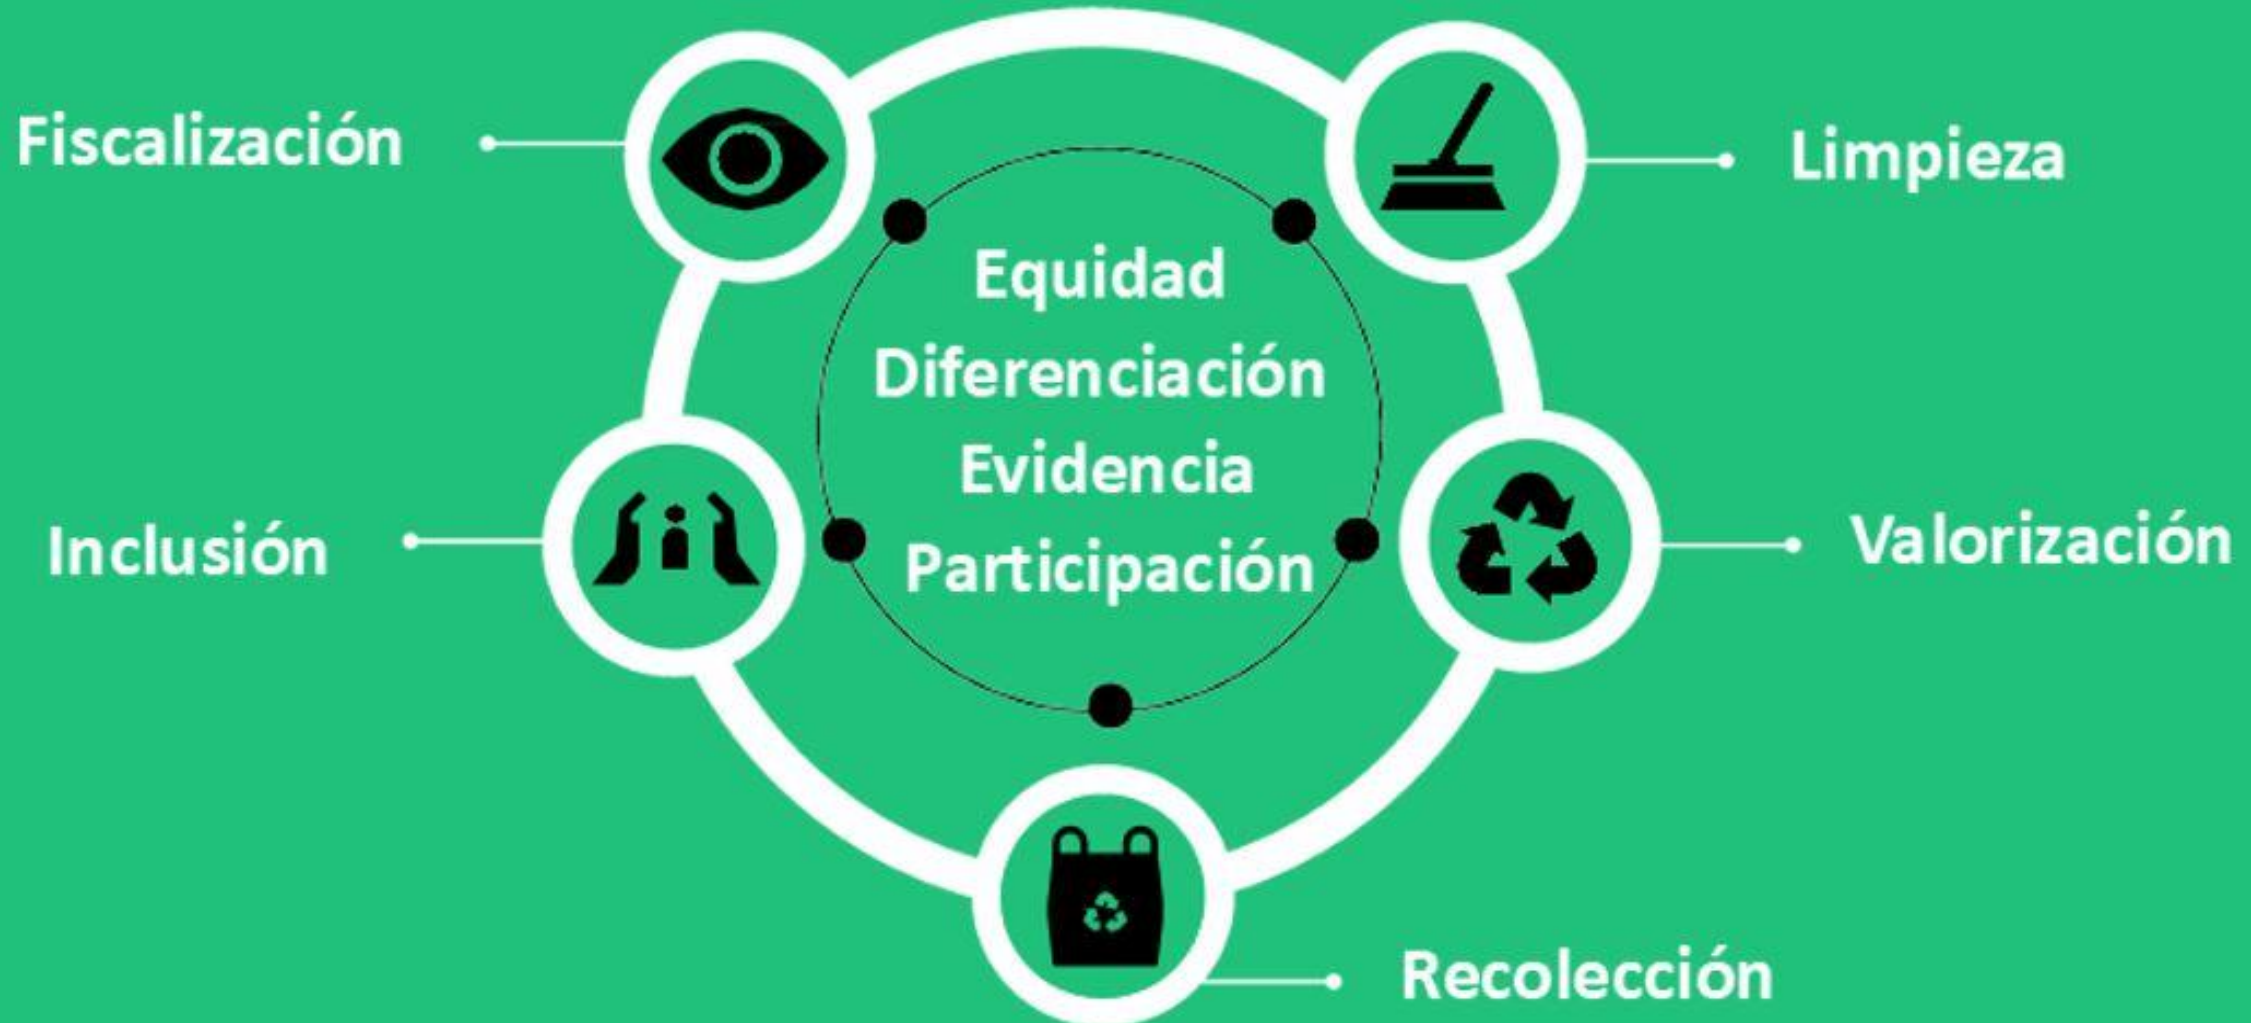 Fiscalización
Limpieza
Equidad
Diferenciación
Evidencia
Participación
Inclusión
Valorización
Recolección